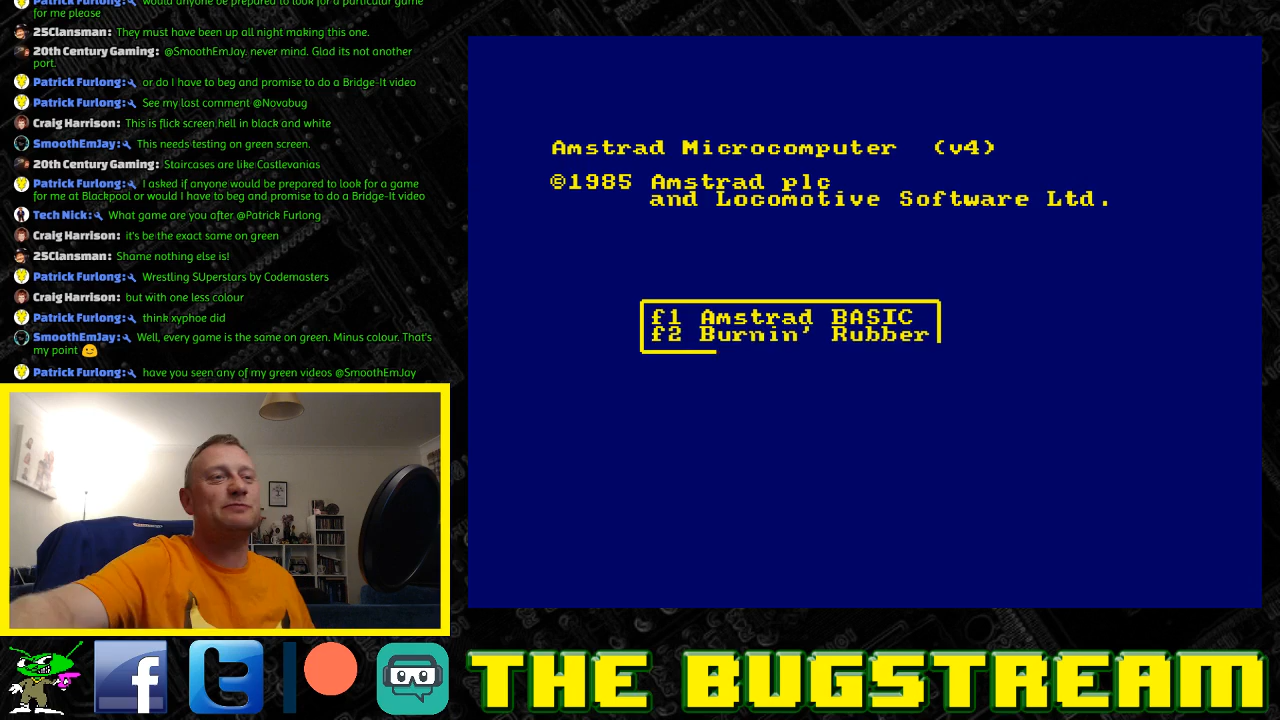 Patrick Furlong: would anyone be prepared to look for a particular game
for me please
25Clansman: They must have been up all night making this one.
20th Century Gaming: @SmoothEmJay. never mind. Glad its not another
port.
Patrick Furlong: or do I have to beg and promise to do a Bridge-It video
Patrick Furlong: See my last comment @Novabug
Craig Harrison: This is flick screen hell in black and white
SmoothEmJay: This needs testing on green screen.
20th Century Gaming: Staircases are like Castlevanias
Patrick Furlong: I asked if anyone would be prepared to look for a game
for me at Blackpool or would I have to beg and promise to do a Bridge-It video
Tech Nick: What game are you after @Patrick Furlong
Craig Harrison: it's be the exact same on green
25Clansman: Shame nothing else is!
Patrick Furlong: Wrestling SUperstars by Codemasters
Craig Harrison: but with one less colour
Patrick Furlong: think xyphoe did
SmoothEmJay: Well, every game is the same on green. Minus colour. That's
my point
Patrick Furlong: have you seen any of my green videos @SmoothEmJay
Amstrad Microcomputer (v4)
©1985 Amstrad plc
and Locomotive Software Ltd.
f1 Amstrad BASIC
f2 Burnin' Rubber
THE BUGSTREAM